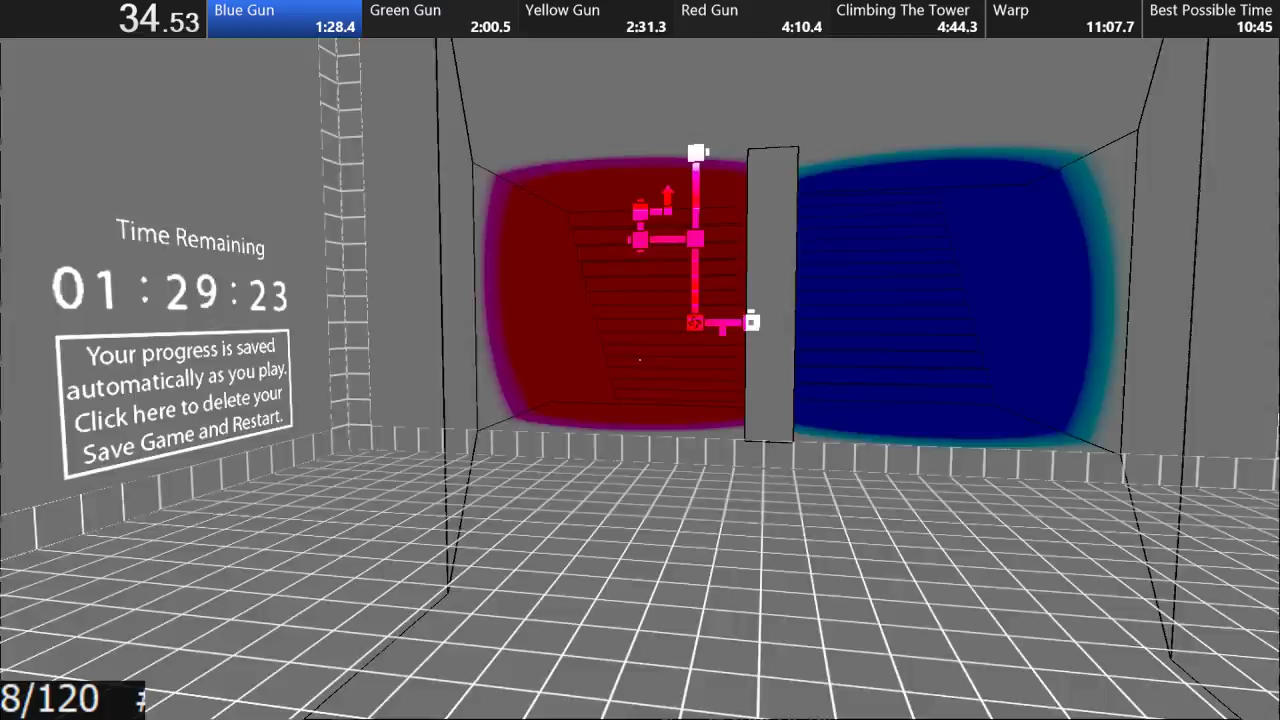 34.53
Blue Gun
1:28.4
Green Gun
2:00.5
Yellow Gun
2:31.3
Red Gun
4:10.4
Climbing The Tower
4:44.3
Warp
11:07.7
Best Possible Time
10:45
Time Remaining
01:29:23
Your progress is saved
automatically as you play.
Click here to delete your
Save Game and Restart.
8/120